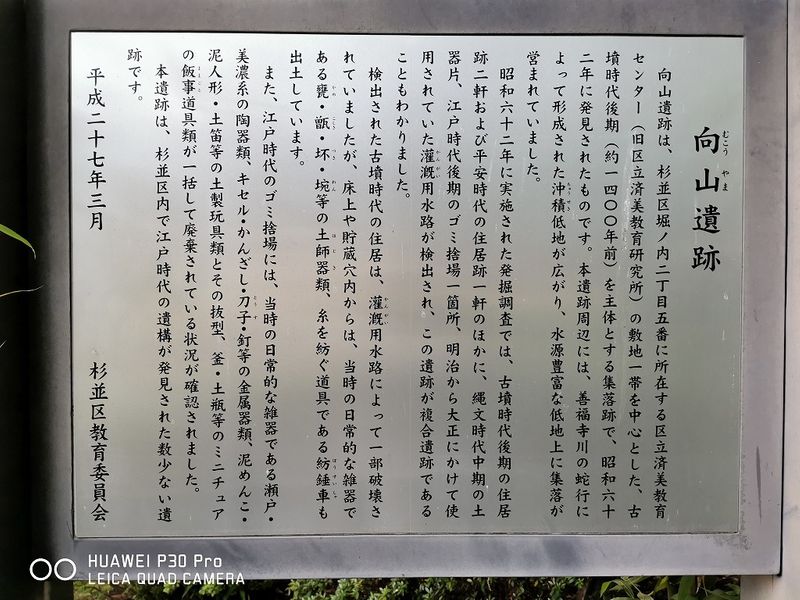 向山遺跡
むこう やま
向山遺跡は、杉並区堀ノ内二丁目五番に所在する区立済美教育
センター（旧区立済美教育研究所）の敷地一帯を中心とした、古
墳時代後期（約一四〇〇年前）を主体とする集落跡で、昭和六十
二年に発見されたものです。本遺跡周辺には、善福寺川の蛇行に
よって形成された沖積低地が広がり、水源豊富な低地上に集落が
営まれていました。
昭和六十二年に実施された発掘調査では、古墳時代後期の住居
跡二軒および平安時代の住居跡一軒のほかに、縄文時代中期の土
器片、江戸時代後期のゴミ捨場一箇所、明治から大正にかけて使
用されていた灌漑用水路が検出され、この遺跡が複合遺跡である
こともわかりました。
検出された古墳時代の住居は、灌漑用水路によって一部破壊さ
れていましたが、床上や貯蔵穴内からは、当時の日常的な雑器で
ある甕・甑・坏・埦等の土師器類、糸を紡ぐ道具である紡錘車も
出土しています。
また、江戸時代のゴミ捨場には、当時の日常的な雑器である瀬戸・
美濃系の陶器類、キセル・かんざし・刀子・釘等の金属器類、泥めんこ・
泥人形・土笛等の土製玩具類とその抜型、釜・土瓶等のミニチュア
の飯事道具類が一括して廃棄されている状況が確認されました。
本遺跡は、杉並区内で江戸時代の遺構が発見された数少ない遺
跡です。
平成二十七年三月
杉並区教育委員会
HUAWEI P30 Pro
LEICA QUAD CAMERA